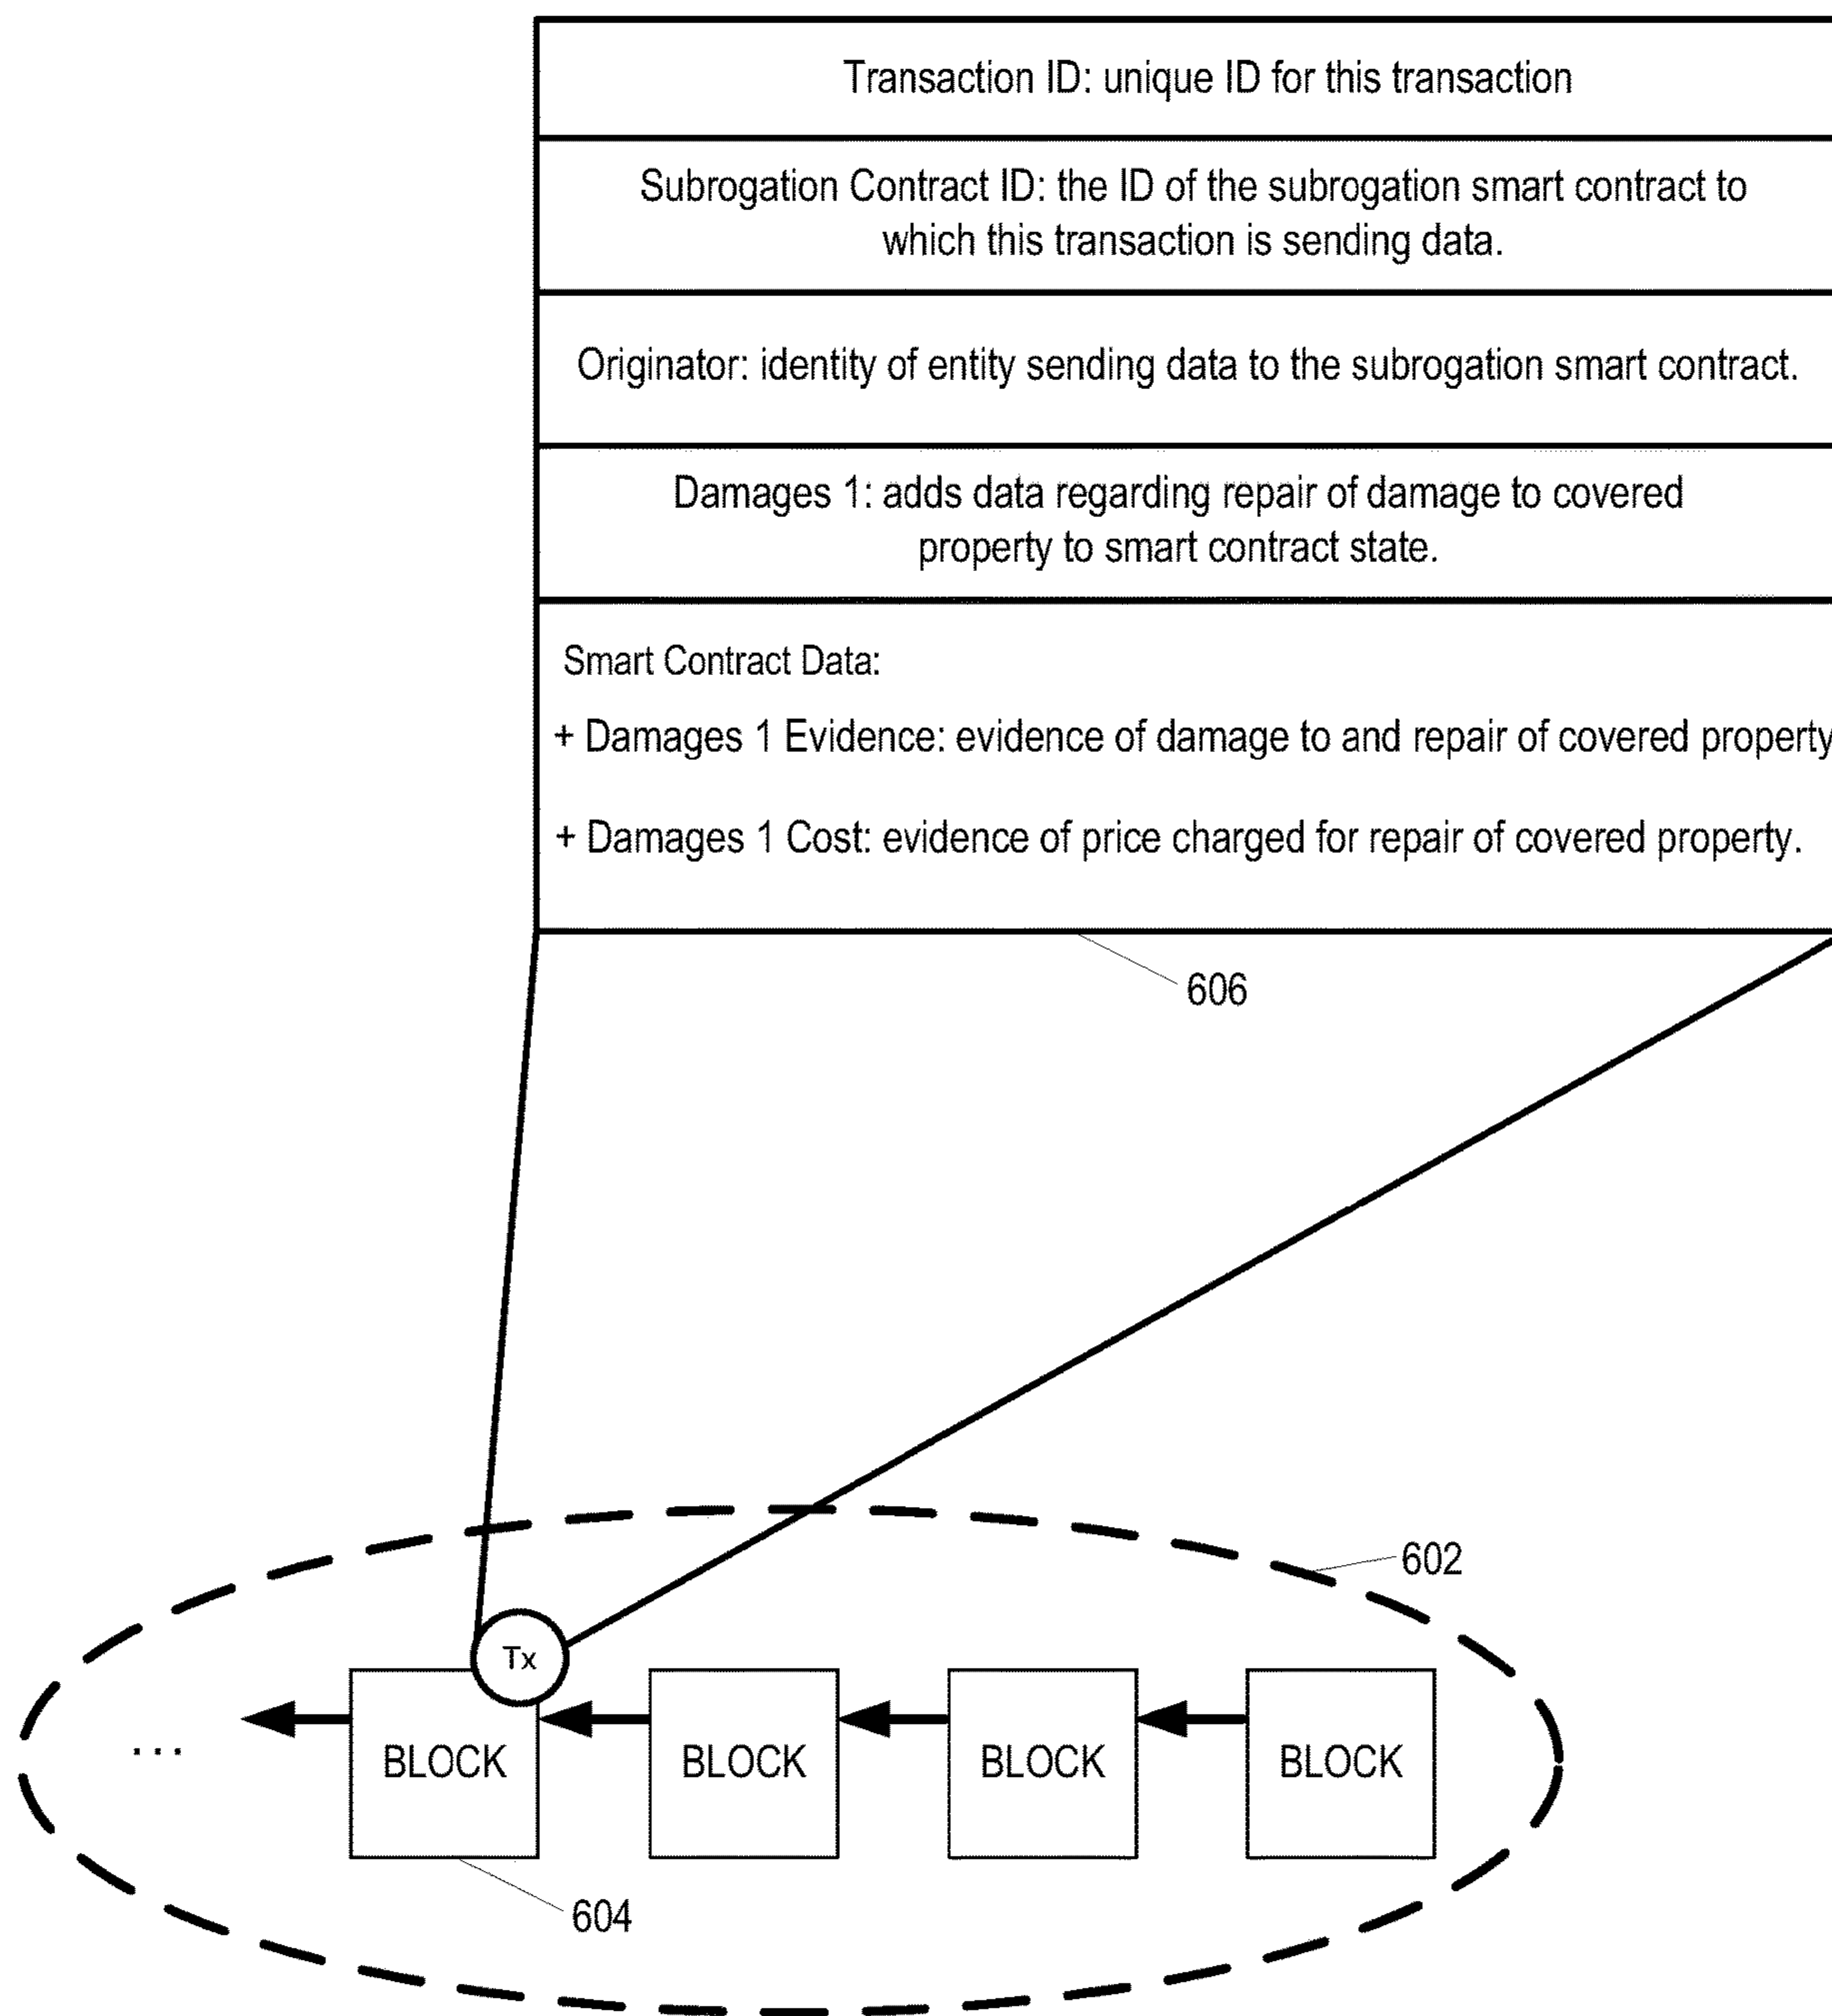 Transaction ID: unique ID for this transaction
Subrogation Contract ID: the ID of the subrogation smart contract to
which this transaction is sending data.
Originator: identity of entity sending data to the subrogation smart contract.
Damages 1: adds data regarding repair of damage to covered
property to smart contract state.
Smart Contract Data:
+ Damages 1 Evidence: evidence of damage to and repair of covered property
+ Damages 1 Cost: evidence of price charged for repair of covered property.
606
602
Tx
... BLOCK BLOCK BLOCK BLOCK
604